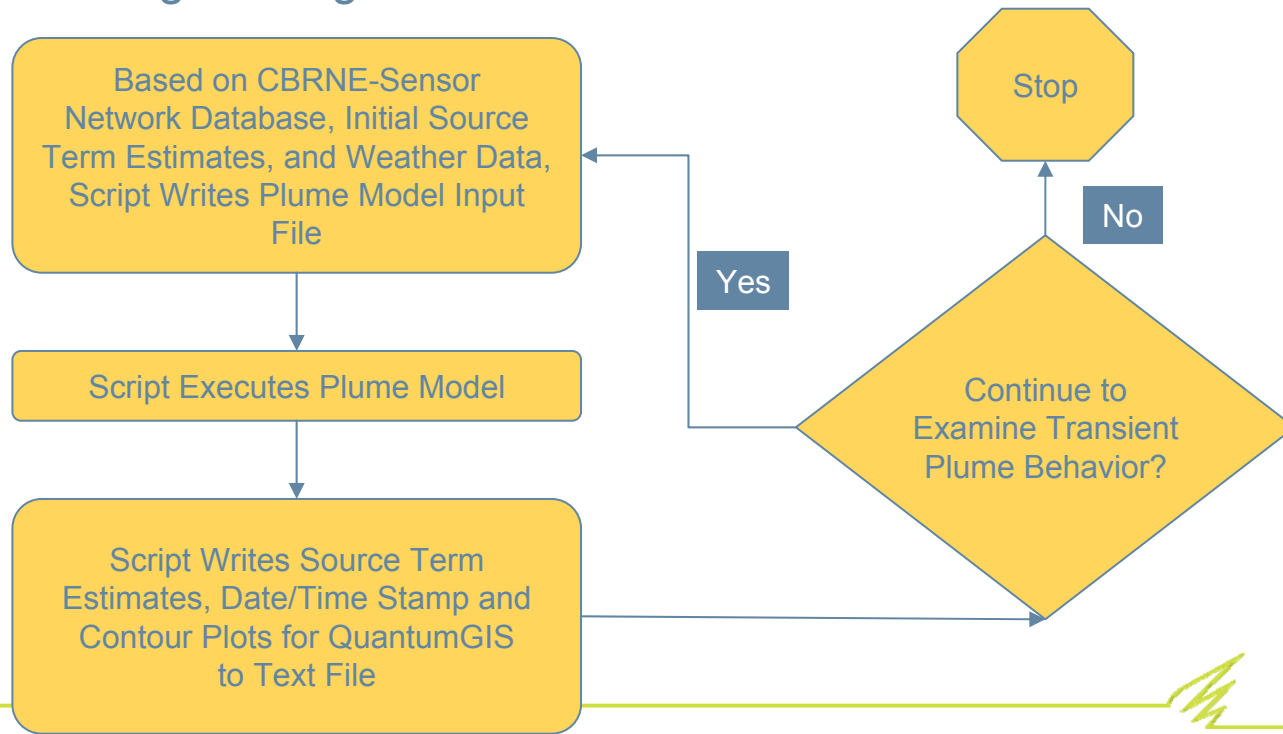 Based on CBRNE-Sensor
Network Database, Initial Source
Term Estimates, and Weather Data,
Script Writes Plume Model Input
File
Script Executes Plume Model
Script Writes Source Term
Estimates, Date/Time Stamp and
Contour Plots for QuantumGIS
to Text File
Yes
Continue to
Examine Transient
Plume Behavior?
No
Stop